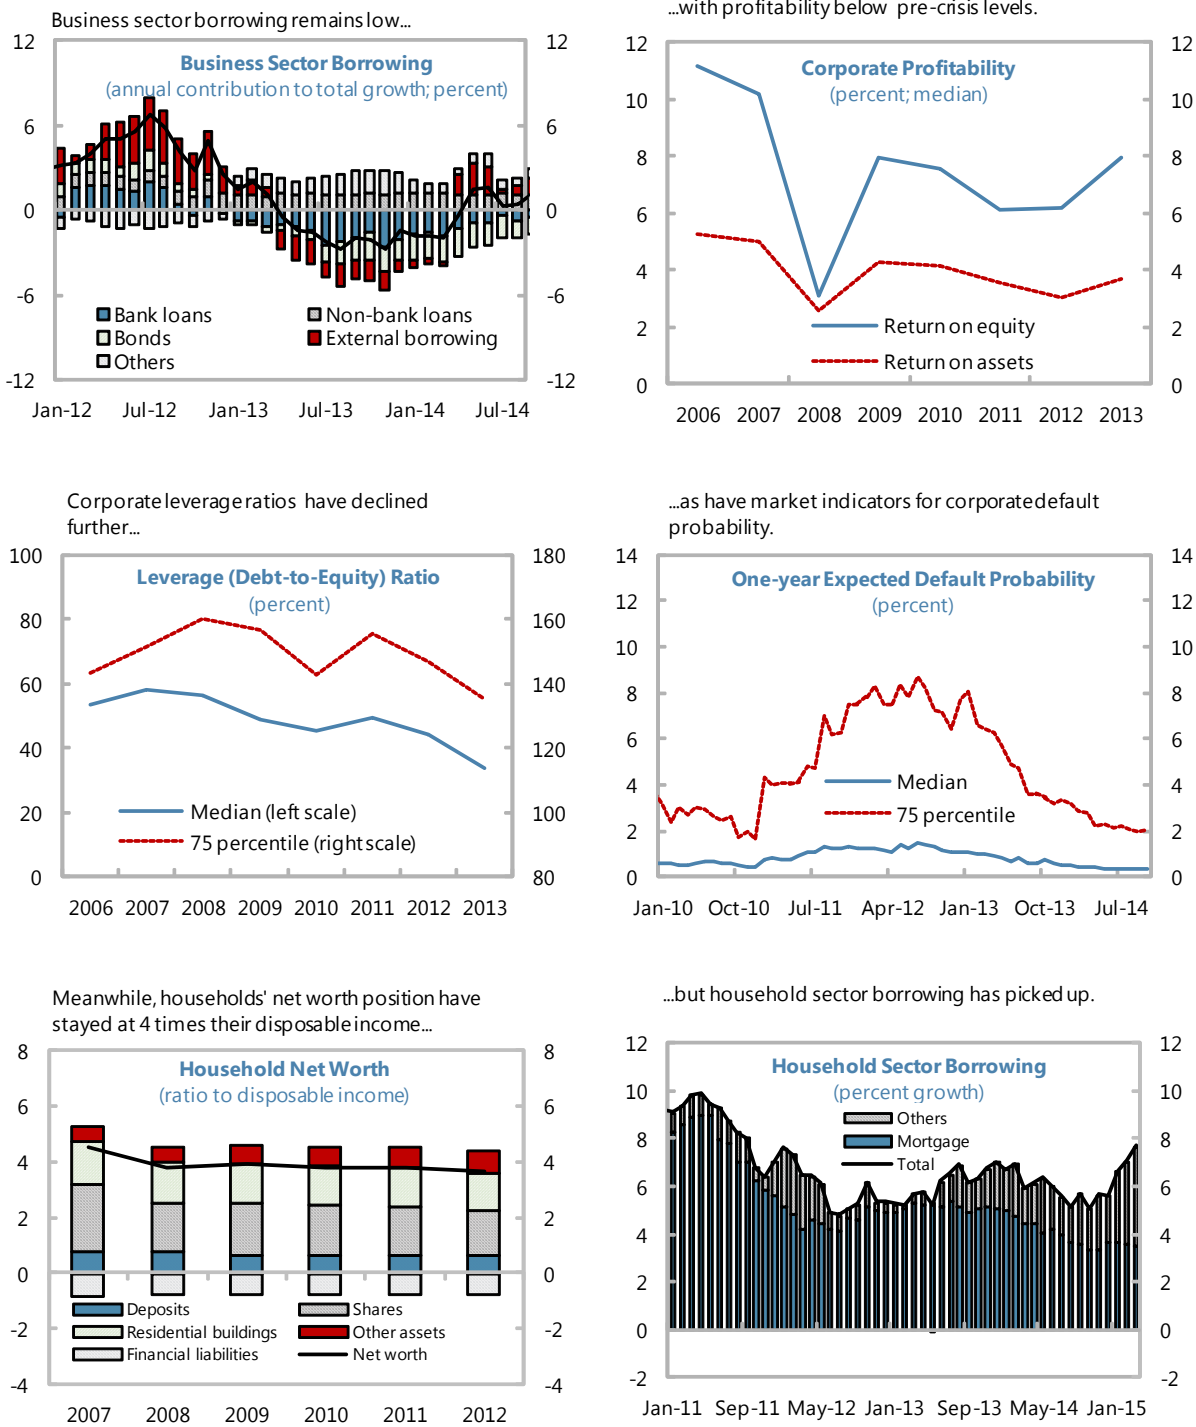 Business sector borrowing remains low...
12
12
Business Sector Borrowing
(annual contribution to total growth; percent)
6
6
0
0
-6
-6
Bank loans
Non-bank loans
Bonds
External borrowing
Others
-12
-12
Jan-12 Jul-12 Jan-13 Jul-13 Jan-14 Jul-14
...with profitability below pre-crisis levels.
12
12
Corporate Profitability
(percent; median)
10
10
8
8
6
6
4
4
Return on equity
2
2
Return on assets
0
0
2006 2007 2008 2009 2010 2011 2012 2013
Corporate leverage ratios have declined
further...
100
180
Leverage (Debt-to-Equity) Ratio
(percent)
80
160
60
140
40
120
Median (left scale)
20
100
75 percentile (right scale)
0
80
2006 2007 2008 2009 2010 2011 2012 2013
...as have market indicators for corporate default
probability.
14
14
One-year Expected Default Probability
(percent)
12
12
10
10
8
8
6
6
Median
4
4
75 percentile
2
2
0
0
Jan-10 Oct-10 Jul-11 Apr-12 Jan-13 Oct-13 Jul-14
Meanwhile, households' net worth position have
stayed at 4 times their disposable income...
8
8
Household Net Worth
(ratio to disposable income)
6
6
4
4
2
2
0
0
Deposits
Shares
Residential buildings
Other assets
-2
-2
Financial liabilities
Net worth
-4
-4
2007 2008 2009 2010 2011 2012
...but household sector borrowing has picked up.
12
12
Household Sector Borrowing
(percent growth)
10
10
Others
Mortgage
8
8
Total
6
6
4
4
2
2
0
0
-2
-2
Jan-11 Sep-11 May-12 Jan-13 Sep-13 May-14 Jan-15